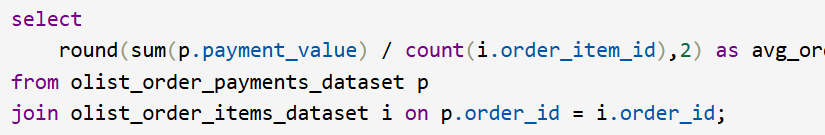 select
round(sum(p.payment_value) / count(i.order_item_id),2) as
from olist_order_payments_dataset p
join olist_order_items_dataset i on p.order_id = i.order_id;